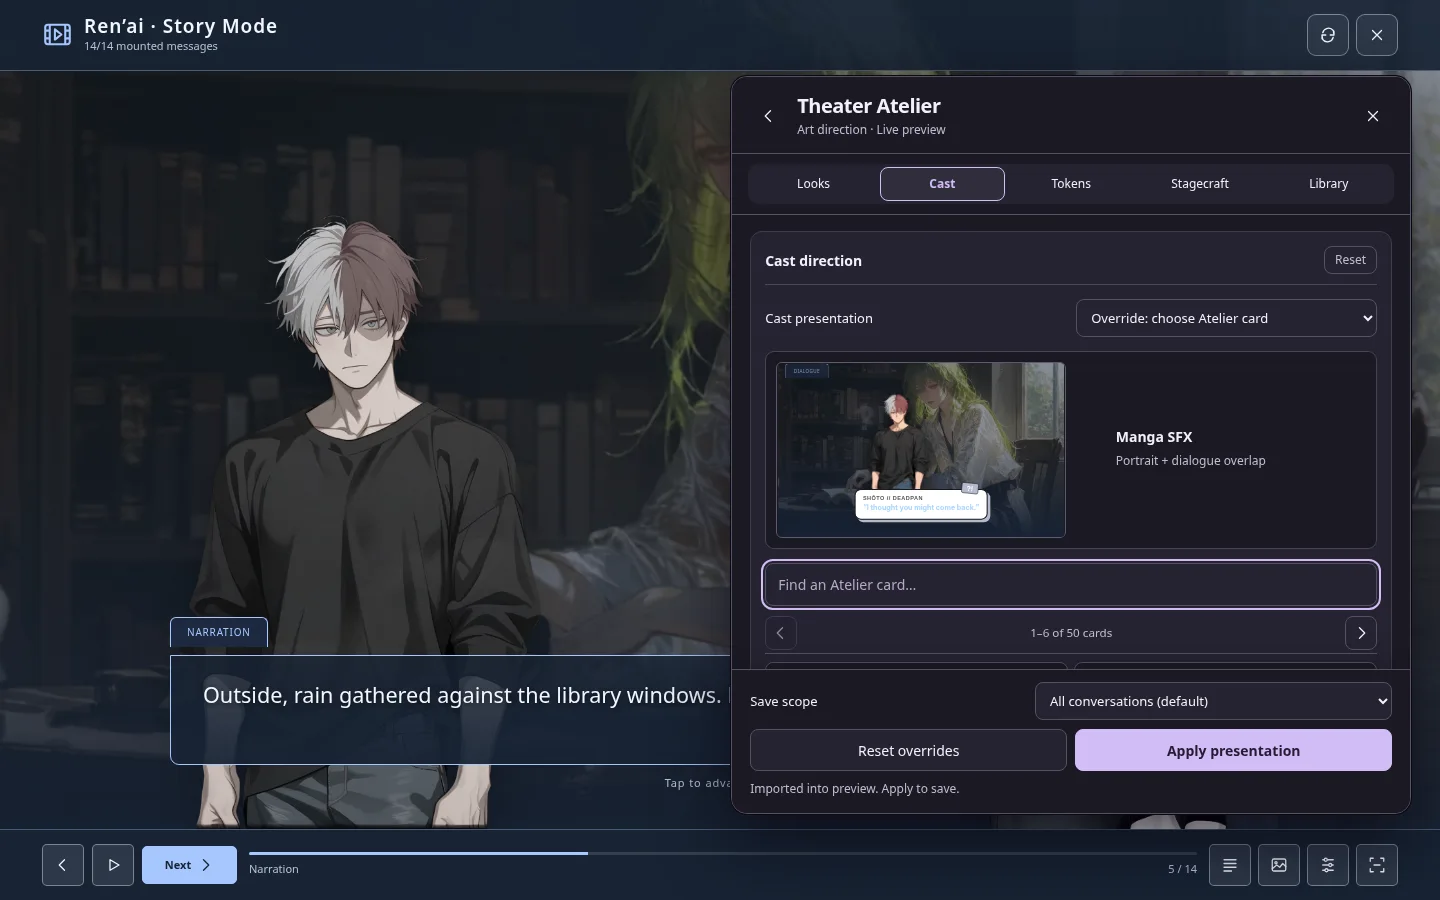 Ren'ai · Story Mode
14/14 mounted messages
Theater Atelier
Art direction · Live preview
Looks
Cast
Tokens
Stagecraft
Library
Cast direction
Reset
Cast presentation
Override: choose Atelier card
DIALOGUE
SHŌTO // DEADPAN
"I thought you might come back."
Manga SFX
Portrait + dialogue overlap
Find an Atelier card...
1–6 of 50 cards
NARRATION
Outside, rain gathered against the library windows.
Tap to adva
Save scope
All conversations (default)
Reset overrides
Apply presentation
Imported into preview. Apply to save.
Next
Narration
5 / 14